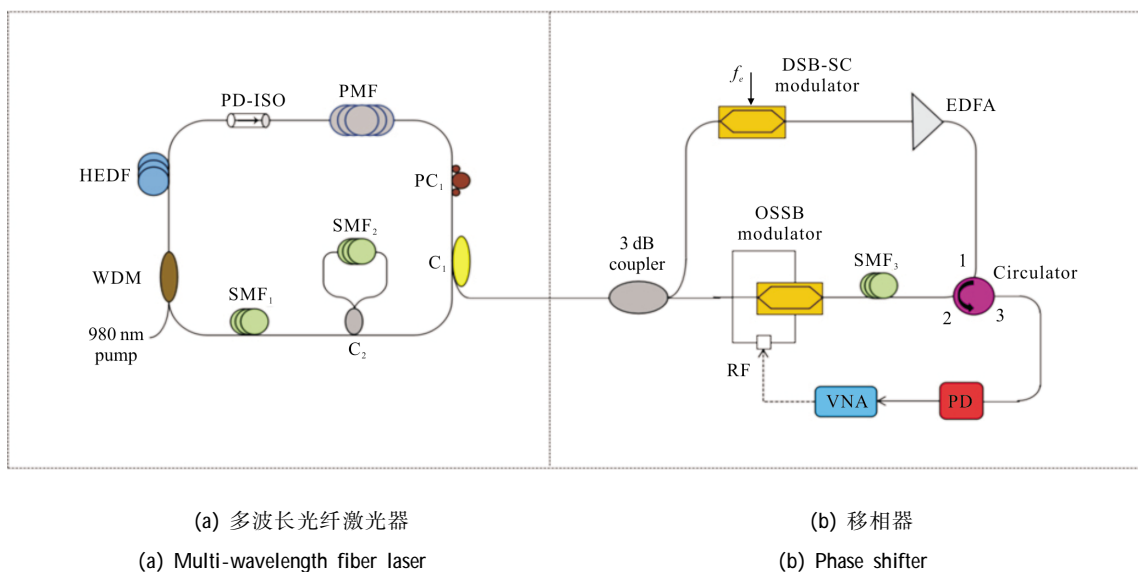 PD-ISO
PMF
HEDF
PC₁
SMF₂
WDM
C₁
SMF₁
980 nm
pump
C₂
fₑ
DSB-SC
modulator
EDFA
OSSB
modulator
3 dB
coupler
SMF₃
1
Circulator
2
3
RF
VNA
PD
(a) 多波长光纤激光器
(a) Multi-wavelength fiber laser
(b) 移相器
(b) Phase shifter